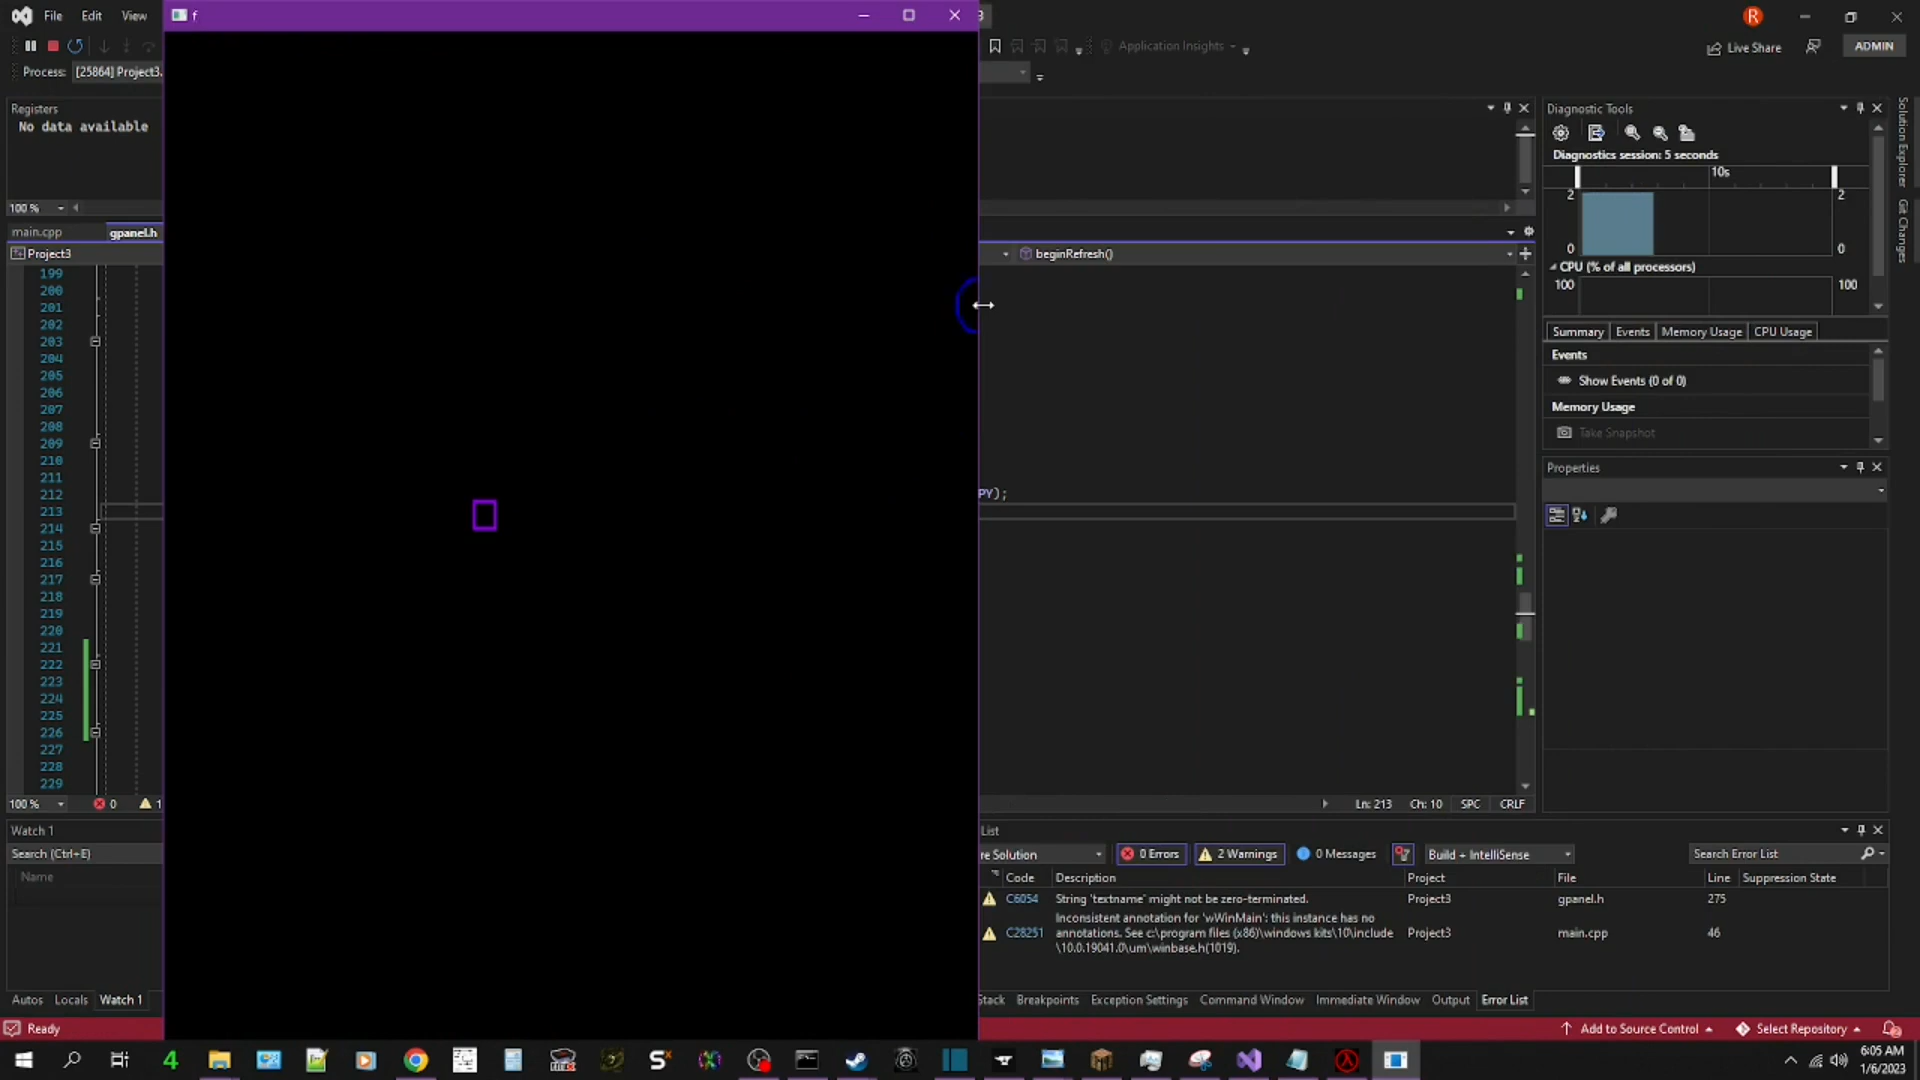 File Edit View f 3 R
Application Insights Live Share ADMIN
Process: [25864] Project3.
Registers
No data available
Diagnostic Tools
Diagnostics session: 5 seconds
10s
2 2
0 0
CPU (% of all processors)
100 100
Summary Events Memory Usage CPU Usage
Events
Show Events (0 of 0)
Memory Usage
Take Snapshot
Properties
Solution Explorer
Git Changes
100 %
main.cpp gpanel.h
Project3 beginRefresh()
199
200
201
202
203
204
205
206
207
208
209
210
211
212 PY);
213
214
215
216
217
218
219
220
221
222
223
224
225
226
227
228
229
100 % 0 1 Ln: 213 Ch: 10 SPC CRLF
Watch 1
Search (Ctrl+E)
Name
Autos Locals Watch 1
List
re Solution 0 Errors 2 Warnings 0 Messages Build + IntelliSense Search Error List
Code Description Project File Line Suppression State
C6054 String 'textname' might not be zero-terminated. Project3 gpanel.h 275
Inconsistent annotation for 'wWinMain': this instance has no
C28251 annotations. See c:\program files (x86)\windows kits\10\include Project3 main.cpp 46
\10.0.19041.0\um\winbase.h(1019).
Stack Breakpoints Exception Settings Command Window Immediate Window Output Error List
Ready Add to Source Control Select Repository 2
4 6:05 AM
1/6/2023